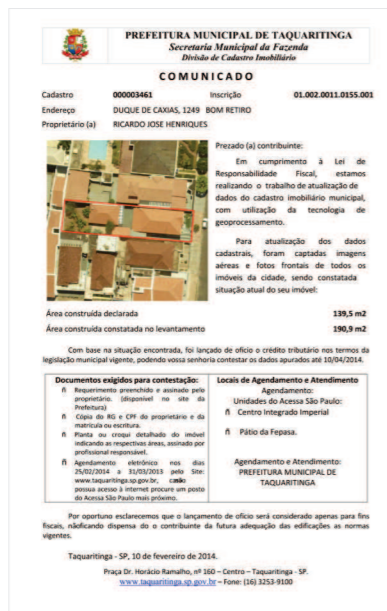 PREFEITURA MUNICIPAL DE TAQUARITINGA
Secretaria Municipal da Fazenda
Divisão de Cadastro Imobiliário
COMUNICADO
Cadastro 000003461 Inscrição 01.002.0011.0155.001
Endereço DUQUE DE CAXIAS, 1249 BOM RETIRO
Proprietário (a) RICARDO JOSE HENRIQUES
Prezado (a) contribuinte:
Em cumprimento à Lei de
Responsabilidade Fiscal, estamos
realizando o trabalho de atualização de
dados do cadastro imobiliário municipal,
com utilização da tecnologia de
geoprocessamento.
Para atualização dos dados
cadastrais, foram captadas imagens
aéreas e fotos frontais de todos os
imóveis da cidade, sendo constatada
situação atual do seu imóvel:
Área construída declarada 139,5 m2
Área construída constatada no levantamento 190,9 m2
Com base na situação encontrada, foi lançado de ofício o crédito tributário nos termos da
legislação municipal vigente, podendo vossa senhoria contestar os dados apurados até 10/04/2014.
Documentos exigidos para contestação:
ñ Requerimento preenchido e assinado pelo
proprietário. (disponível no site da
Prefeitura)
ñ Cópia do RG e CPF do proprietário e da
matrícula ou escritura.
ñ Planta ou croqui detalhado do imóvel
indicando as respectivas áreas, assinado por
profissional responsável.
ñ Agendamento eletrônico nos dias
25/02/2014 a 31/03/2013 pelo Site:
www.taquaritinga.sp.gov.br, casnão
possua acesso à internet procure um posto
do Acessa São Paulo mais próximo.
Locais de Agendamento e Atendimento
Agendamento:
Unidades do Acessa São Paulo:
ñ Centro Integrado Imperial
ñ Pátio da Fepasa.
Agendamento e Atendimento:
PREFEITURA MUNICIPAL DE
TAQUARITINGA
Por oportuno esclarecemos que o lançamento de ofício será considerado apenas para fins
fiscais, nãoficando dispensa do o contribuinte da futura adequação das edificações as normas
vigentes.
Taquaritinga - SP, 10 de fevereiro de 2014.
Praça Dr. Horácio Ramalho, nº 160 – Centro – Taquaritinga - SP.
www.taquaritinga.sp.gov.br – Fone: (16) 3253-9100